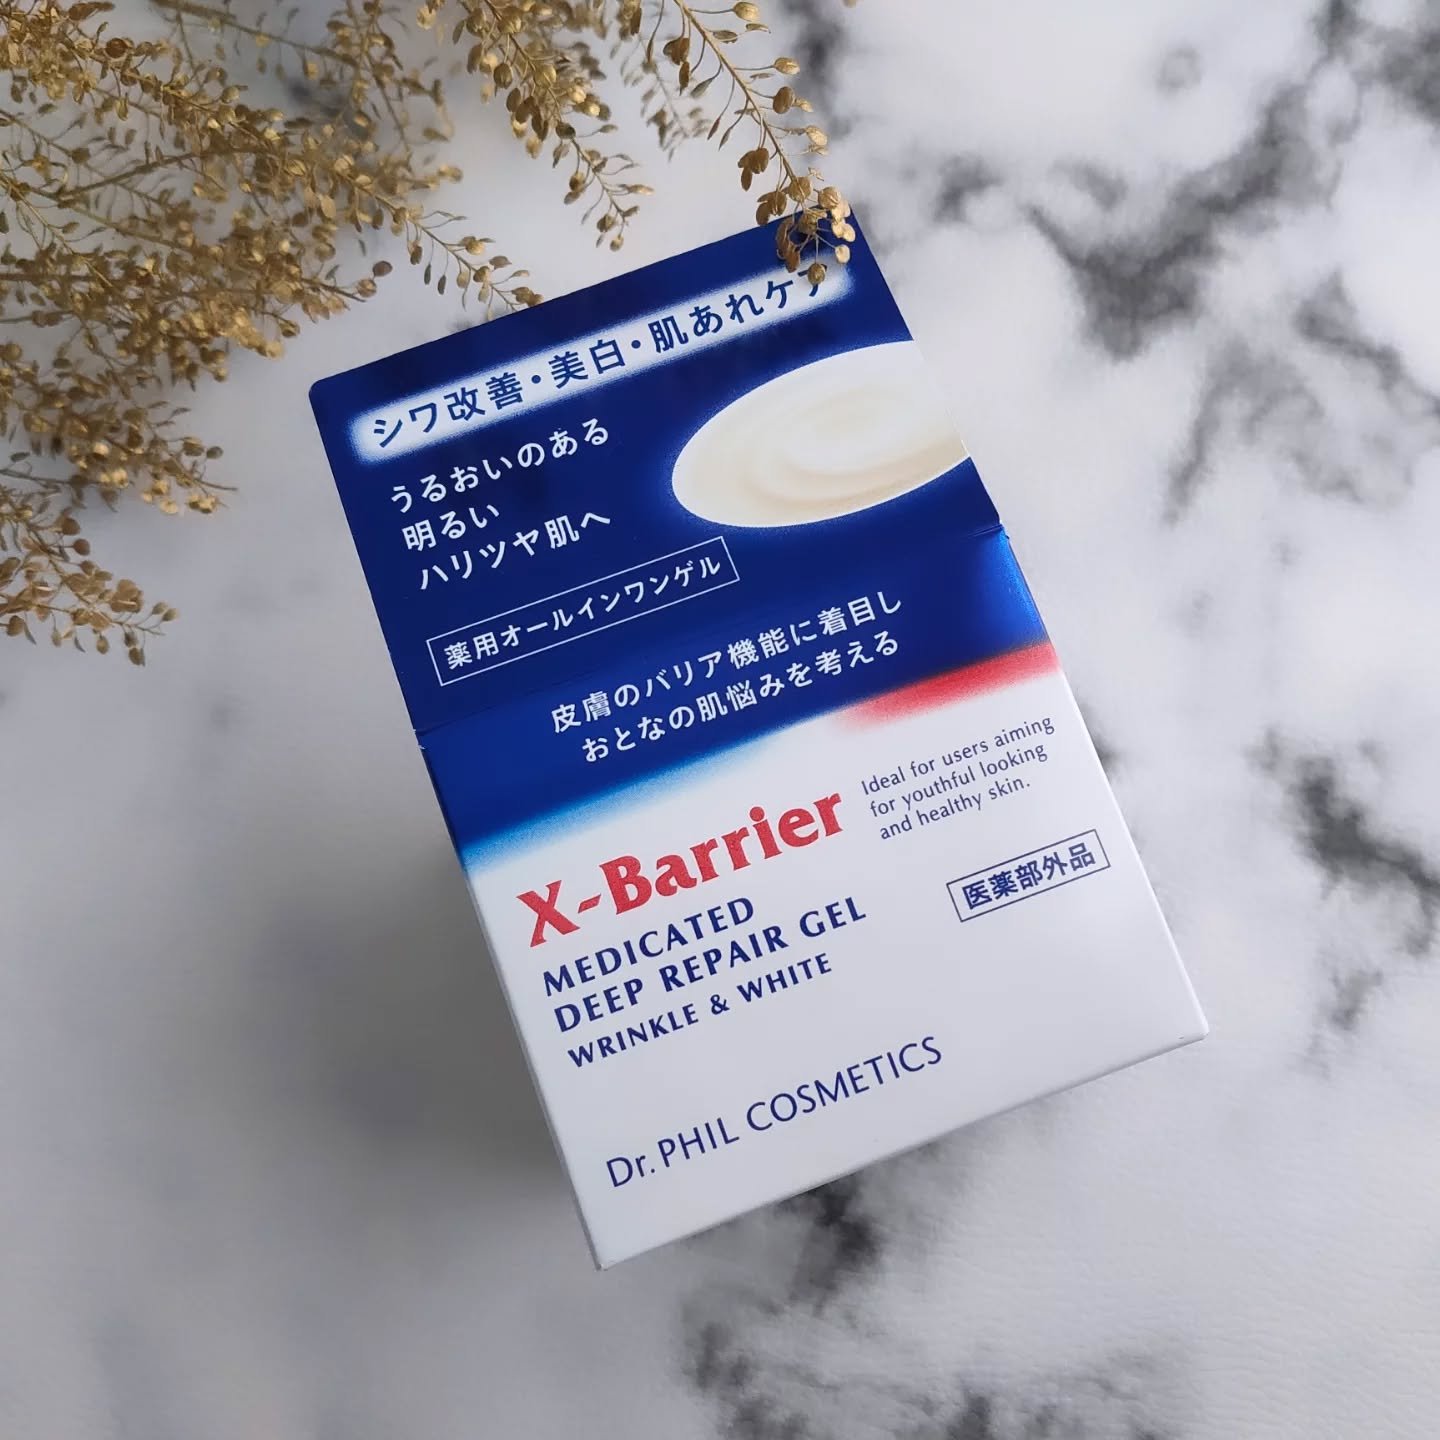 シワ改善・美白・肌あれケア
うるおいのある
明るい
ハリツヤ肌へ
薬用オールインワンゲル
皮膚のバリア機能に着目し
おとなの肌悩みを考える
X-Barrier
Ideal for users aiming
for youthful looking
and healthy skin.
MEDICATED
DEEP REPAIR GEL
WRINKLE & WHITE
医薬部外品
Dr. PHIL COSMETICS